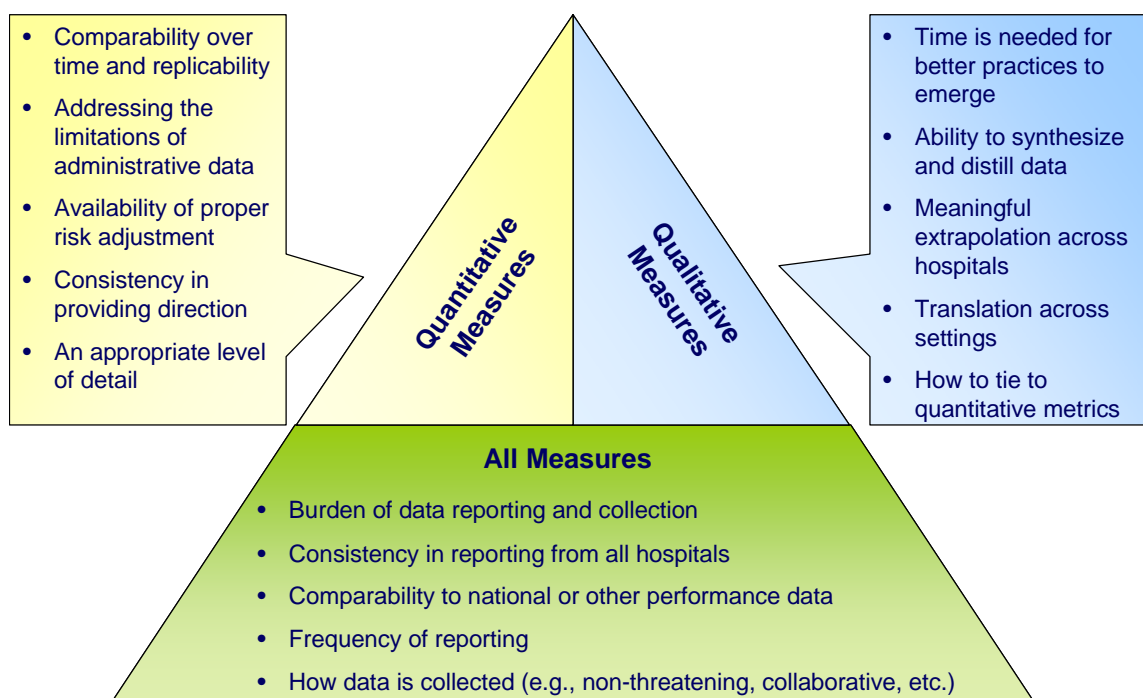 • Comparability over
time and replicability
• Addressing the
limitations of
administrative data
• Availability of proper
risk adjustment
• Consistency in
providing direction
• An appropriate level
of detail
Quantitative
Measures
Qualitative
Measures
• Time is needed for
better practices to
emerge
• Ability to synthesize
and distill data
• Meaningful
extrapolation across
hospitals
• Translation across
settings
• How to tie to
quantitative metrics
All Measures
• Burden of data reporting and collection
• Consistency in reporting from all hospitals
• Comparability to national or other performance data
• Frequency of reporting
• How data is collected (e.g., non-threatening, collaborative, etc.)